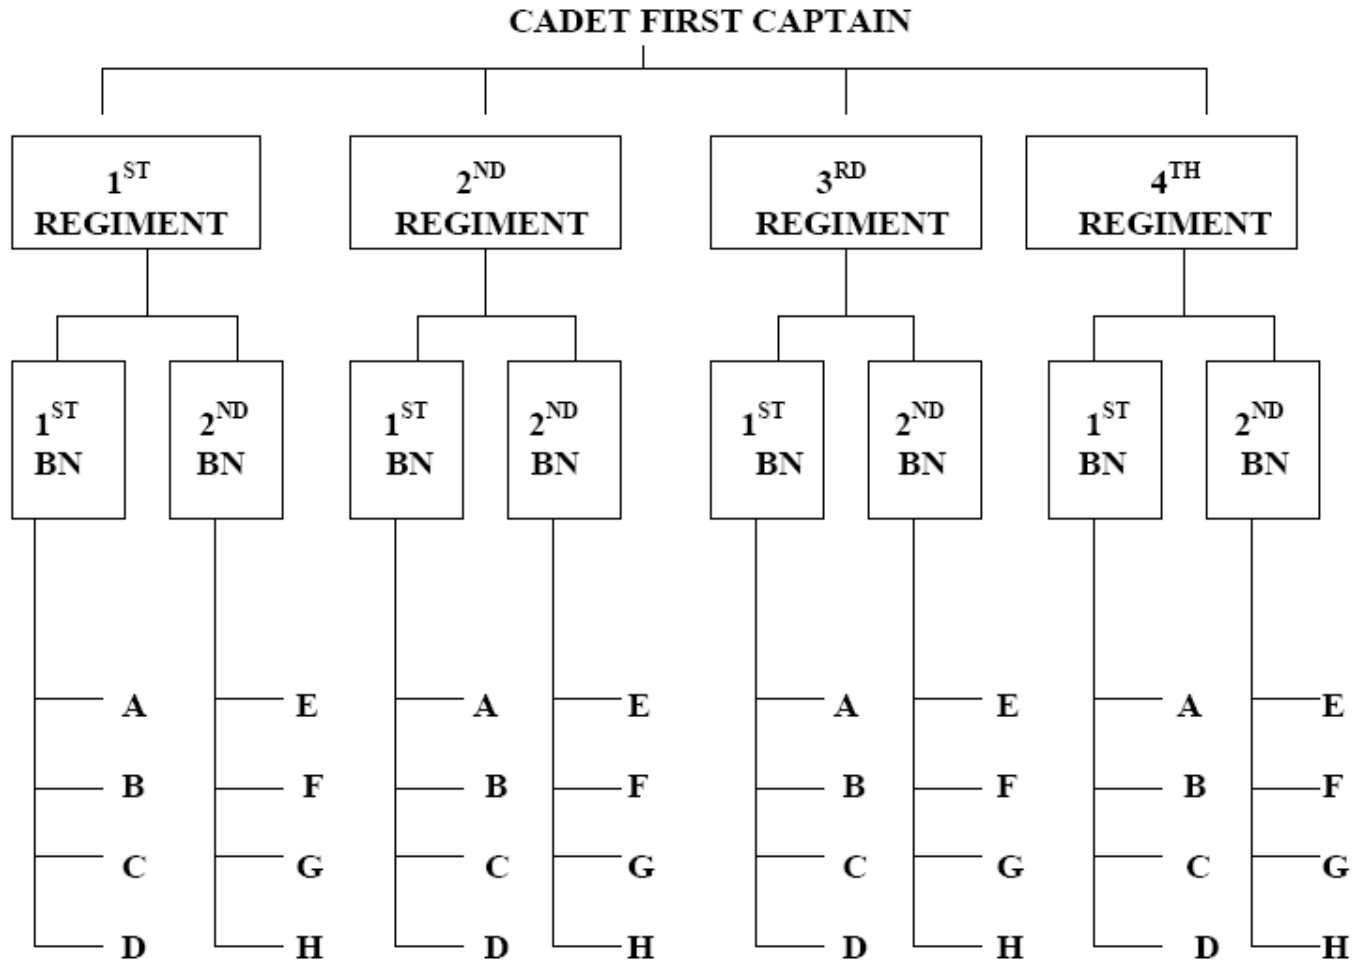 CADET FIRST CAPTAIN
1ST REGIMENT
2ND REGIMENT
3RD REGIMENT
4TH REGIMENT
1ST BN
2ND BN
1ST BN
2ND BN
1ST BN
2ND BN
1ST BN
2ND BN
A E A E A E A E
B F B F B F B F
C G C G C G C G
D H D H D H D H